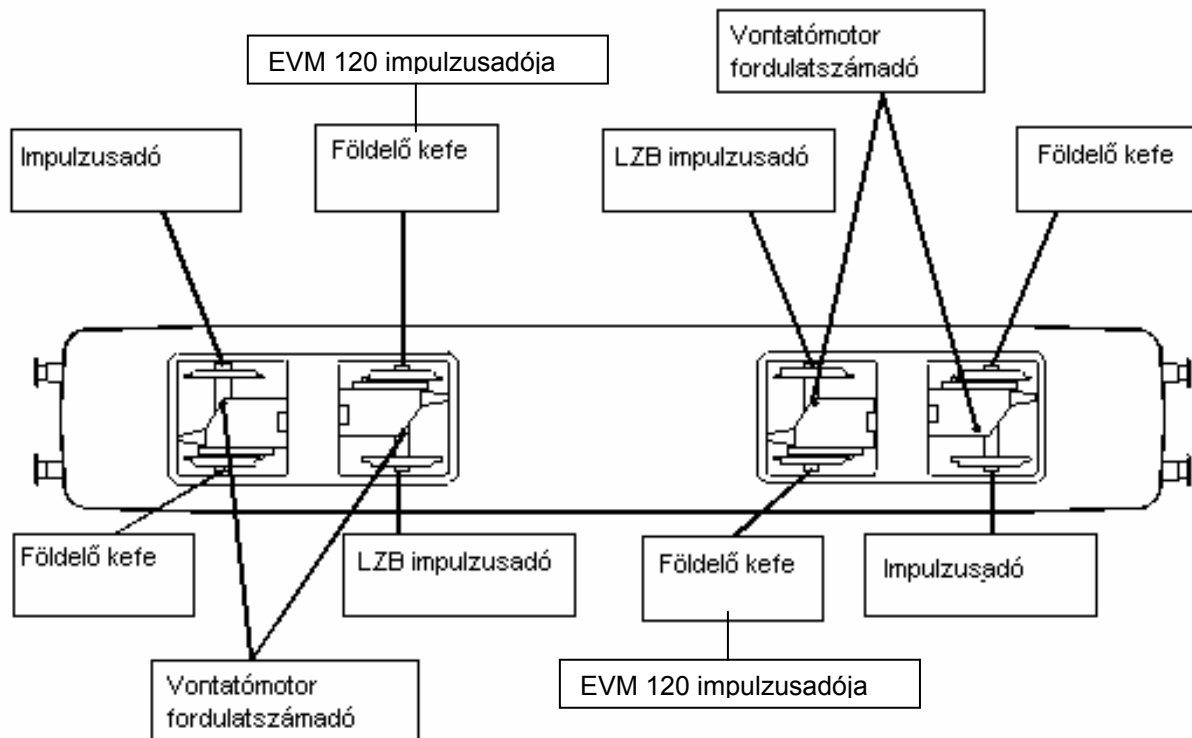 EVM 120 impulzusadója
Vontatómotor
fordulatszámadó
Impulzusadó
Földelő kefe
LZB impulzusadó
Földelő kefe
Földelő kefe
LZB impulzusadó
Földelő kefe
Impulzusadó
Vontatómotor
fordulatszámadó
EVM 120 impulzusadója